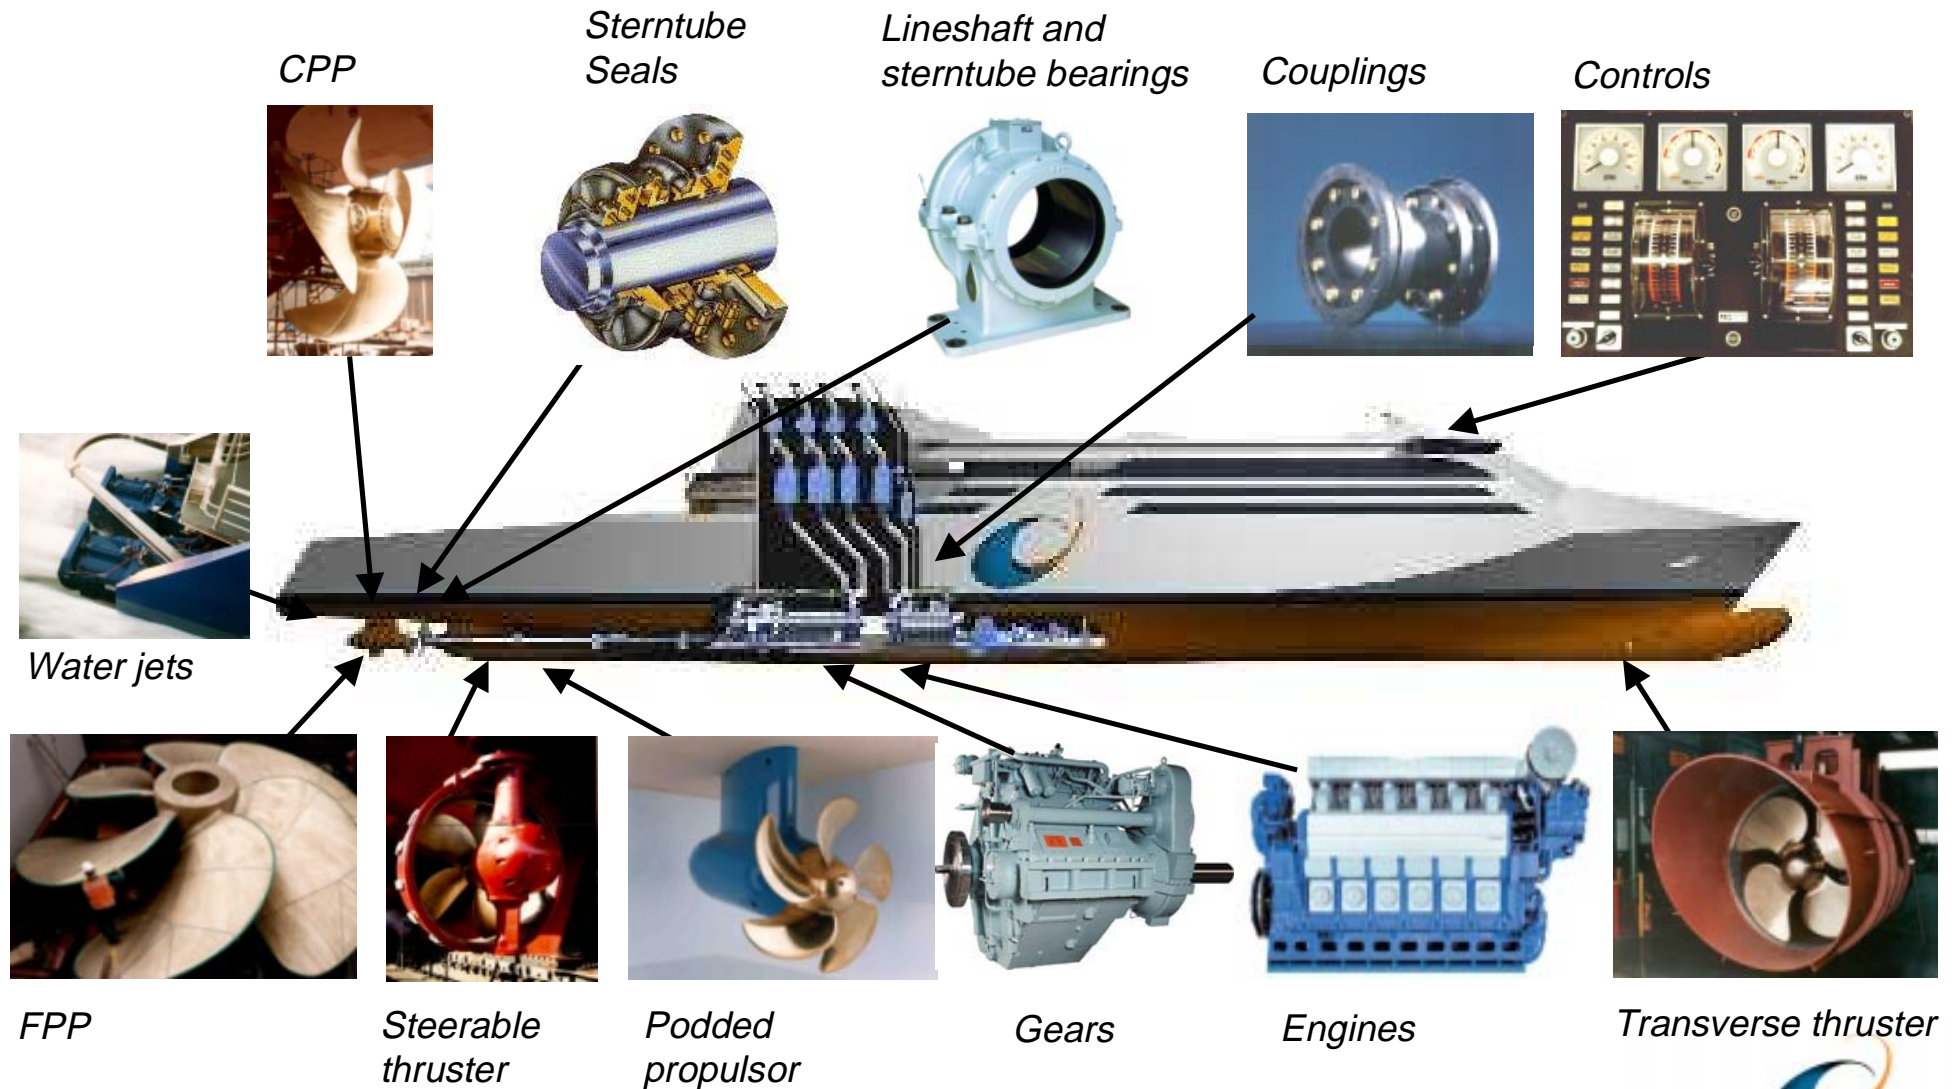 CPP
Sterntube
Seals
Lineshaft and
sterntube bearings
Couplings
Controls
Water jets
FPP
Steerable
thruster
Podded
propulsor
Gears
Engines
Transverse thruster